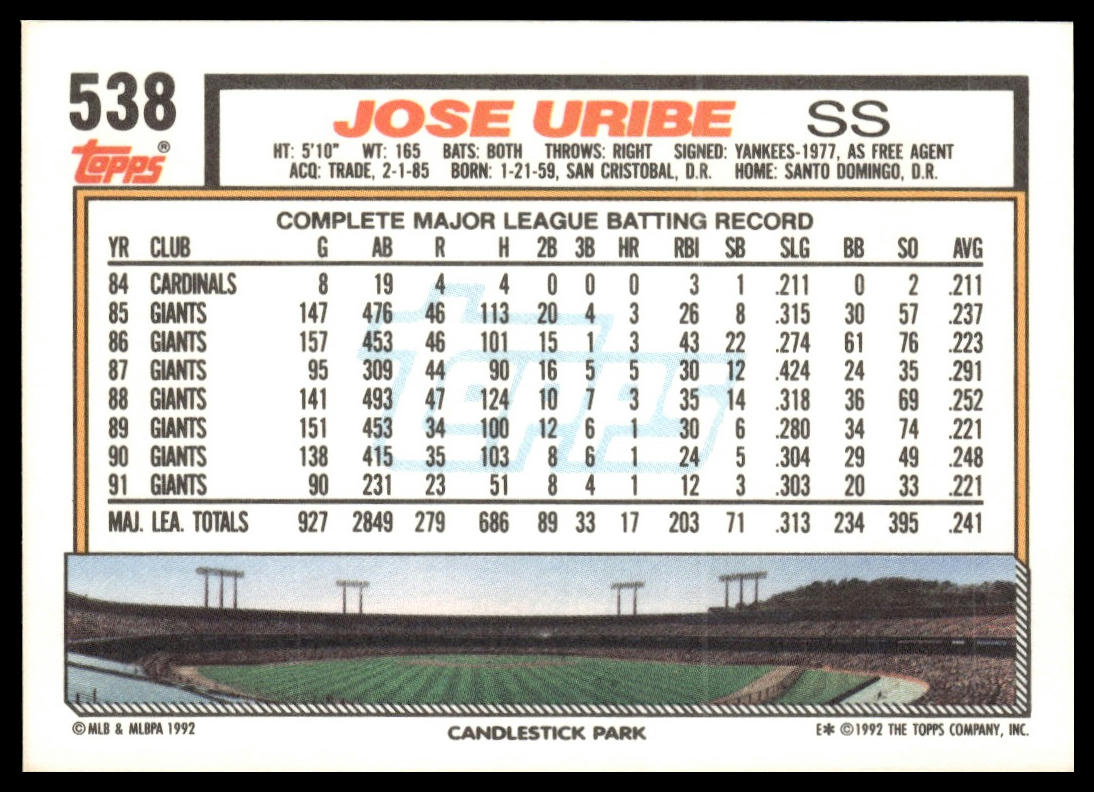 538
JOSE URIBE SS
topps®
HT: 5'10" WT: 165 BATS: BOTH THROWS: RIGHT SIGNED: YANKEES-1977, AS FREE AGENT
ACQ: TRADE, 2-1-85 BORN: 1-21-59, SAN CRISTOBAL, D.R. HOME: SANTO DOMINGO, D.R.
COMPLETE MAJOR LEAGUE BATTING RECORD
YR CLUB G AB R H 2B 3B HR RBI SB SLG BB SO AVG
84 CARDINALS 8 19 4 4 0 0 0 3 1 .211 0 2 .211
85 GIANTS 147 476 46 113 20 4 3 26 8 .315 30 57 .237
86 GIANTS 157 453 46 101 15 1 3 43 22 .274 61 76 .223
87 GIANTS 95 309 44 90 16 5 5 30 12 .424 24 35 .291
88 GIANTS 141 493 47 124 10 7 3 35 14 .318 36 69 .252
89 GIANTS 151 453 34 100 12 6 1 30 6 .280 34 74 .221
90 GIANTS 138 415 35 103 8 6 1 24 5 .304 29 49 .248
91 GIANTS 90 231 23 51 8 4 1 12 3 .303 20 33 .221
MAJ. LEA. TOTALS 927 2849 279 686 89 33 17 203 71 .313 234 395 .241
topps
©MLB & MLBPA 1992
CANDLESTICK PARK
E* ©1992 THE TOPPS COMPANY, INC.